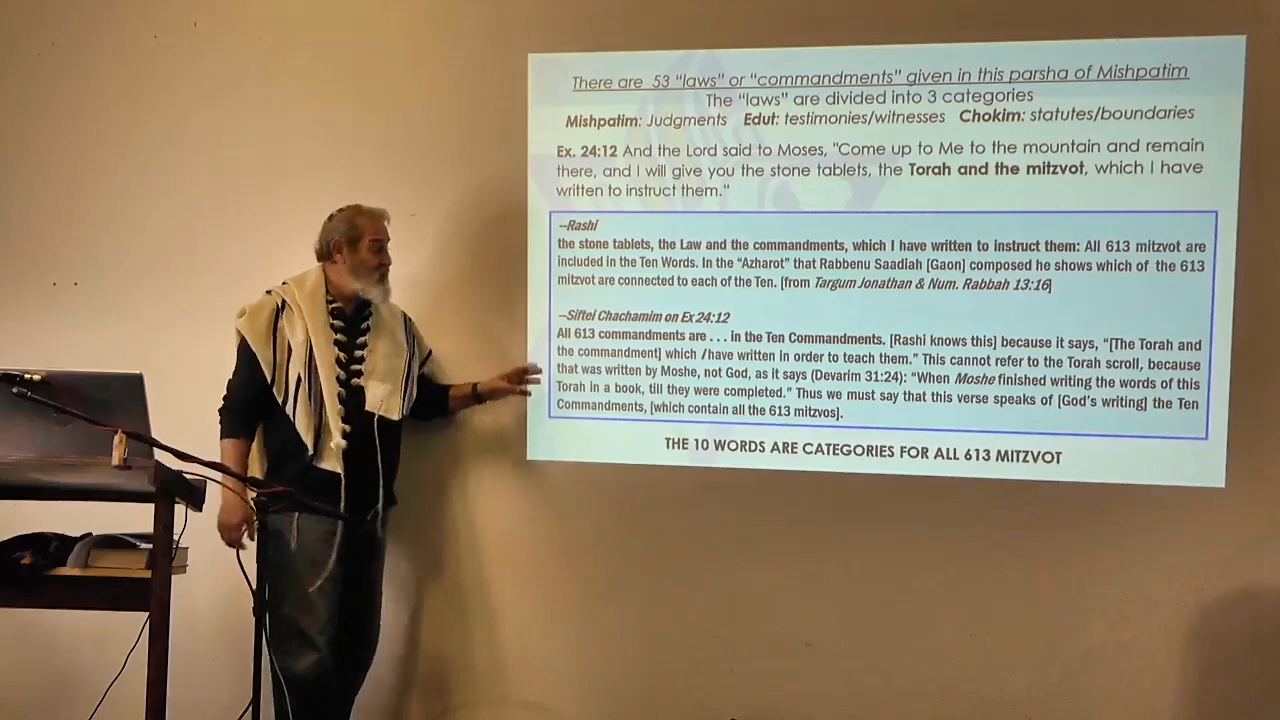 There are 53 "laws" or "commandments" given in this parsha of Mishpatim
The "laws" are divided into 3 categories
Mishpatim: Judgments Edut: testimonies/witnesses Chokim: statutes/boundaries
Ex. 24:12 And the Lord said to Moses, "Come up to Me to the mountain and remain
there, and I will give you the stone tablets, the Torah and the mitzvot, which I have
written to instruct them."
--Rashi
the stone tablets, the Law and the commandments, which I have written to instruct them: All 613 mitzvot are
included in the Ten Words. In the "Azharot" that Rabbenu Saadiah [Gaon] composed he shows which of the 613
mitzvot are connected to each of the Ten. [from Targum Jonathan & Num. Rabbah 13:16]
--Siftei Chachamim on Ex 24:12
All 613 commandments are . . . in the Ten Commandments. [Rashi knows this] because it says, "[The Torah and
the commandment] which I have written in order to teach them." This cannot refer to the Torah scroll, because
that was written by Moshe, not God, as it says (Devarim 31:24): "When Moshe finished writing the words of this
Torah in a book, till they were completed." Thus we must say that this verse speaks of [God's writing] the Ten
Commandments, [which contain all the 613 mitzvos].
THE 10 WORDS ARE CATEGORIES FOR ALL 613 MITZVOT